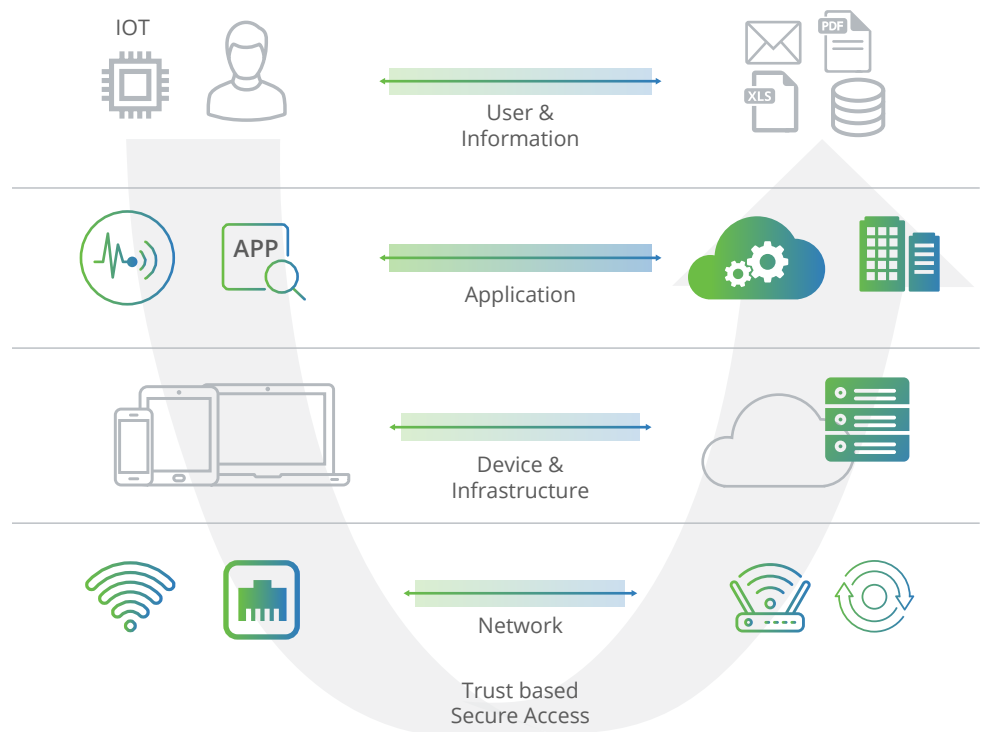 IOT
PDF
XLS
User &
Information
APP
Application
Device &
Infrastructure
Network
Trust based
Secure Access